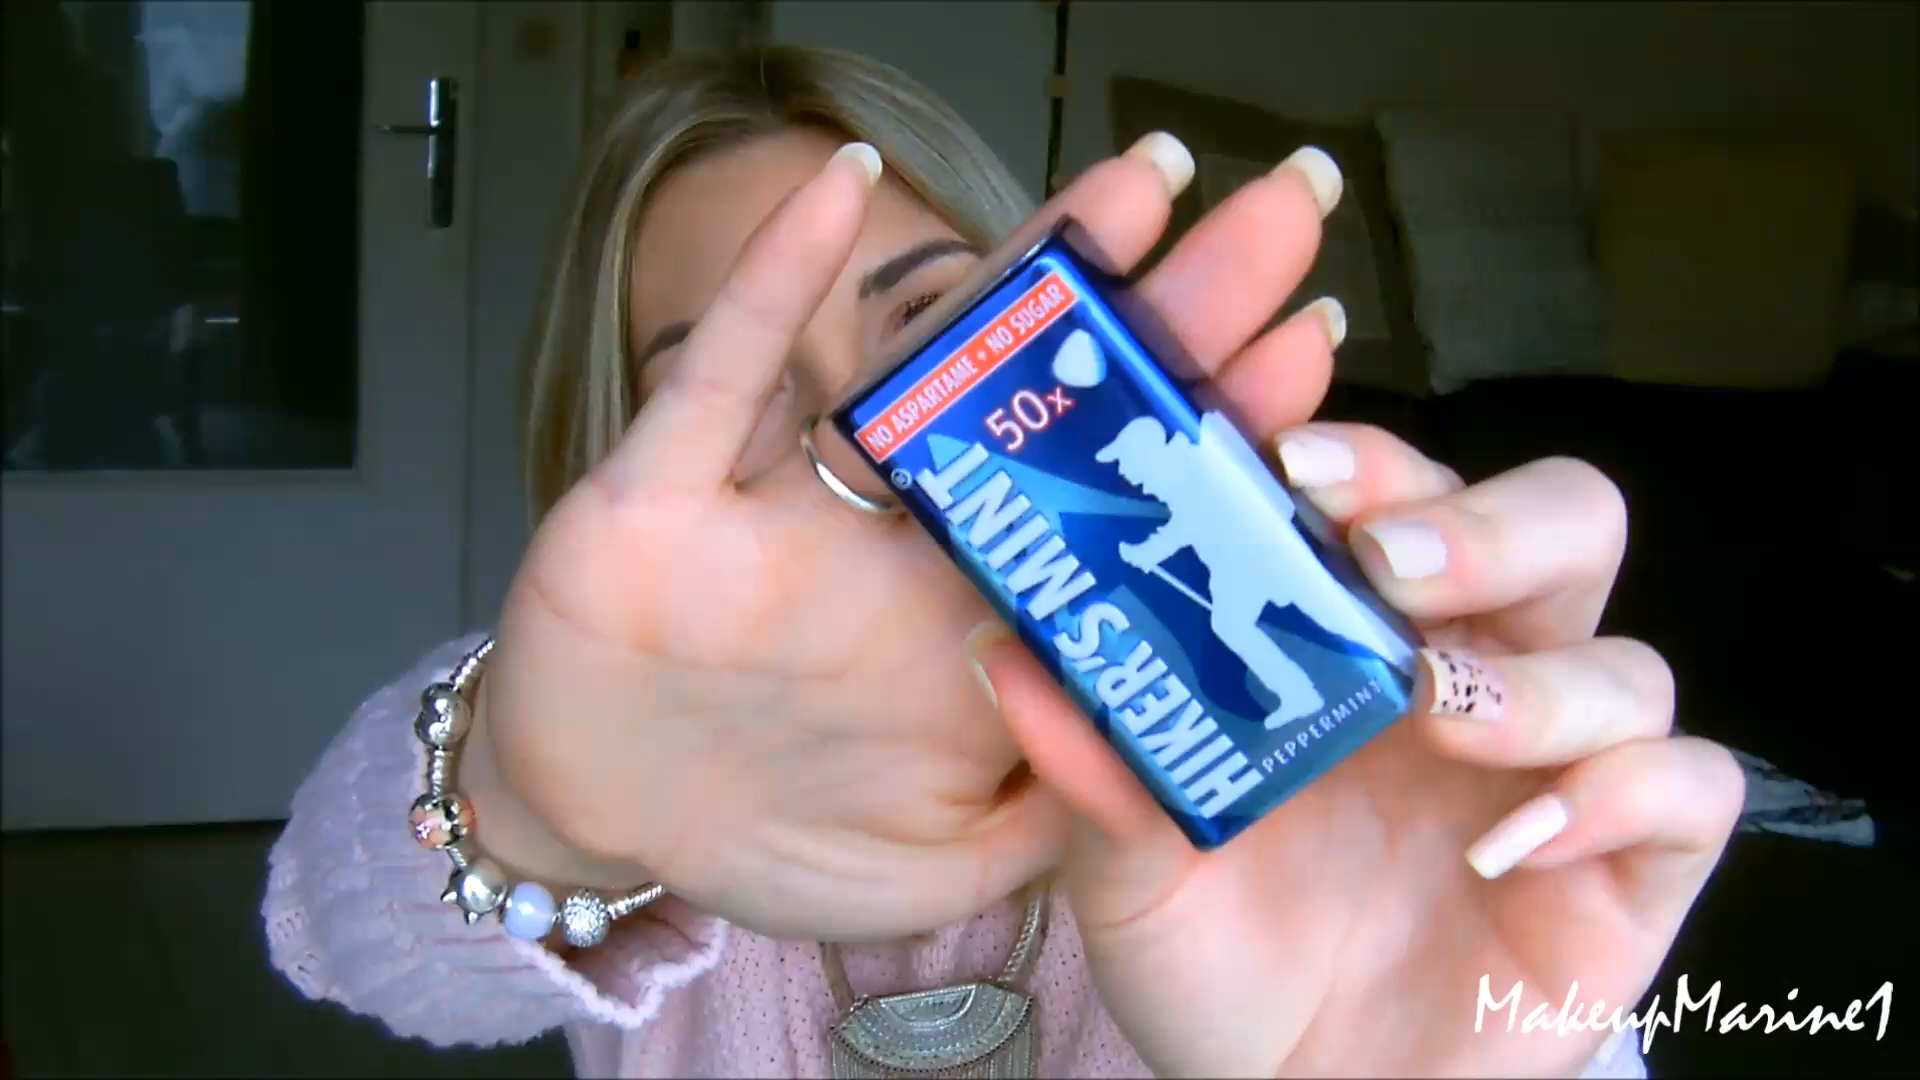 NO ASPARTAME + NO SUGAR
50x
HIKER'S MINT®
PEPPERMINT
MakeupMarine1